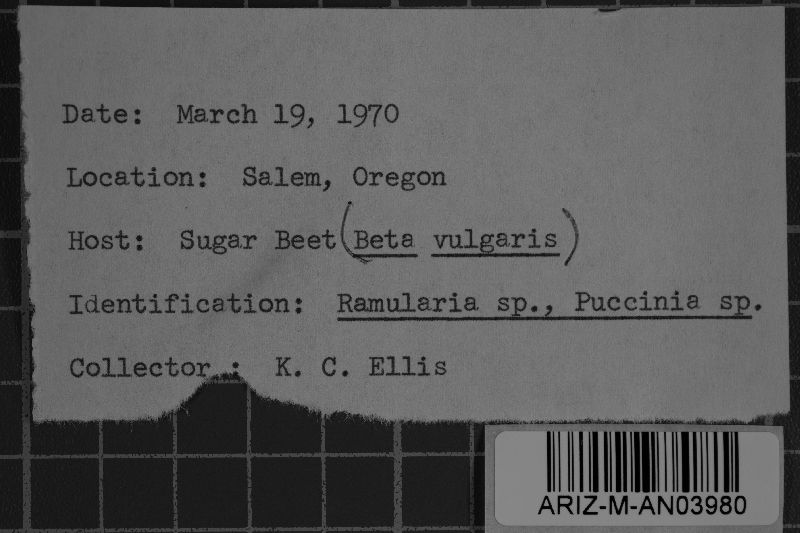 Date: March 19, 1970
Location: Salem, Oregon
Host: Sugar Beet (Beta vulgaris)
Identification: Ramularia sp., Puccinia sp.
Collector : K. C. Ellis
ARIZ-M-AN03980